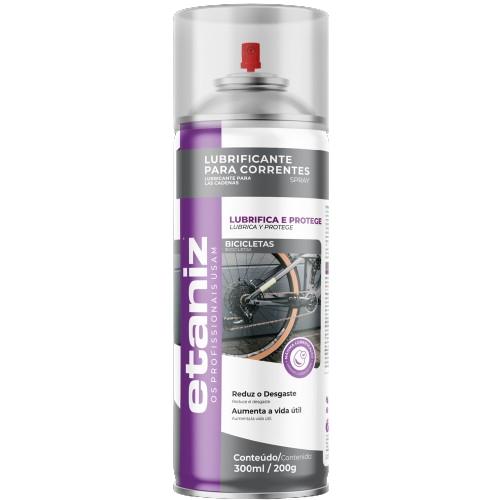 LUBRIFICANTE
PARA CORRENTES
LUBRICANTE PARA
LAS CADENAS
SPRAY
LUBRIFICA E PROTEGE
LUBRICA Y PROTEGE
BICICLETAS
BICICLETAS
etaniz
OS PROFISSIONAIS USAM
Reduz o Desgaste
Reduce el desgaste
Aumenta a vida útil
Aumenta la vida útil
Conteúdo/Contenido:
300ml / 200g